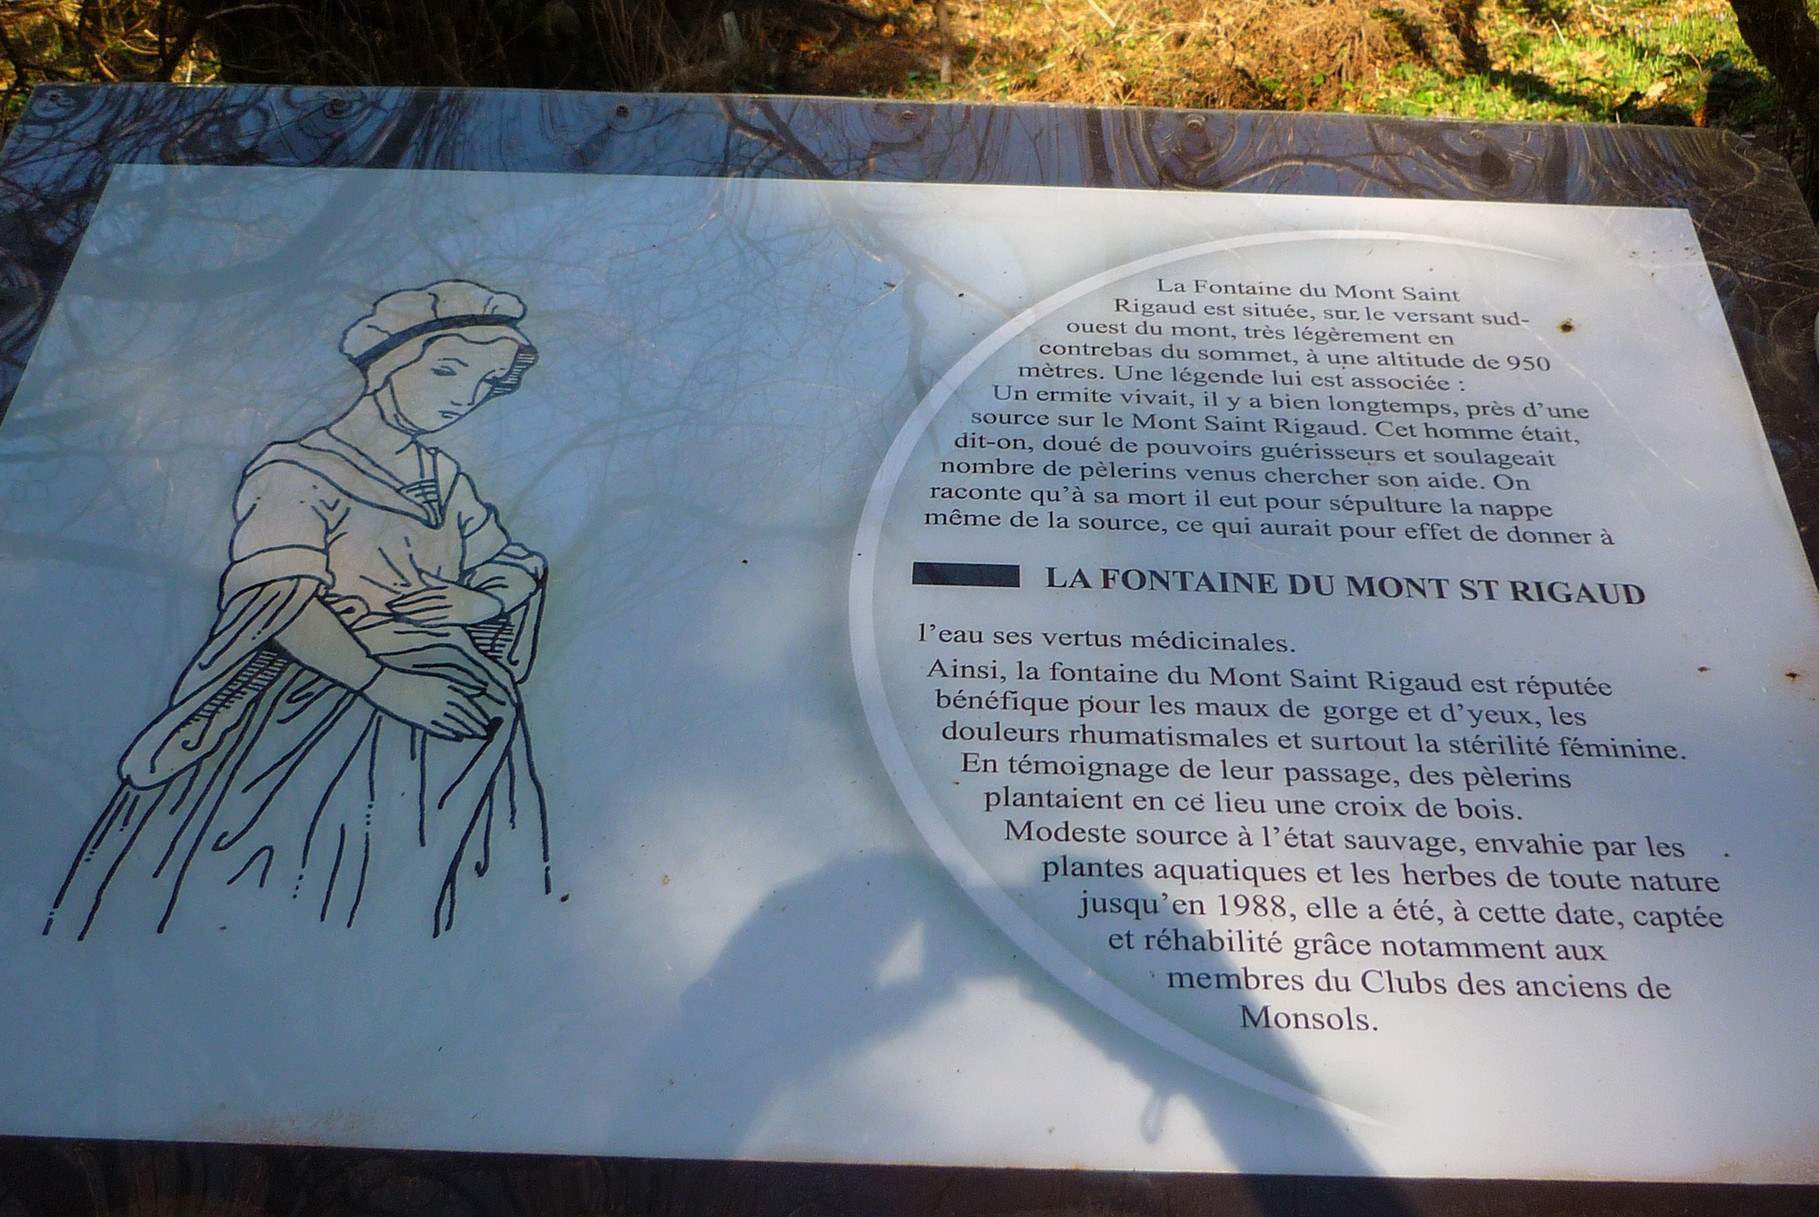 La Fontaine du Mont Saint
Rigaud est située, sur le versant sud-
ouest du mont, très légèrement en
contrebas du sommet, à une altitude de 950
mètres. Une légende lui est associée :
Un ermite vivait, il y a bien longtemps, près d'une
source sur le Mont Saint Rigaud. Cet homme était,
dit-on, doué de pouvoirs guérisseurs et soulageait
nombre de pèlerins venus chercher son aide. On
raconte qu'à sa mort il eut pour sépulture la nappe
même de la source, ce qui aurait pour effet de donner à
LA FONTAINE DU MONT ST RIGAUD
l'eau ses vertus médicinales.
Ainsi, la fontaine du Mont Saint Rigaud est réputée
bénéfique pour les maux de gorge et d'yeux, les
douleurs rhumatismales et surtout la stérilité féminine.
En témoignage de leur passage, des pèlerins
plantaient en ce lieu une croix de bois.
Modeste source à l'état sauvage, envahie par les
plantes aquatiques et les herbes de toute nature
jusqu'en 1988, elle a été, à cette date, captée
et réhabilité grâce notamment aux
membres du Clubs des anciens de
Monsols.